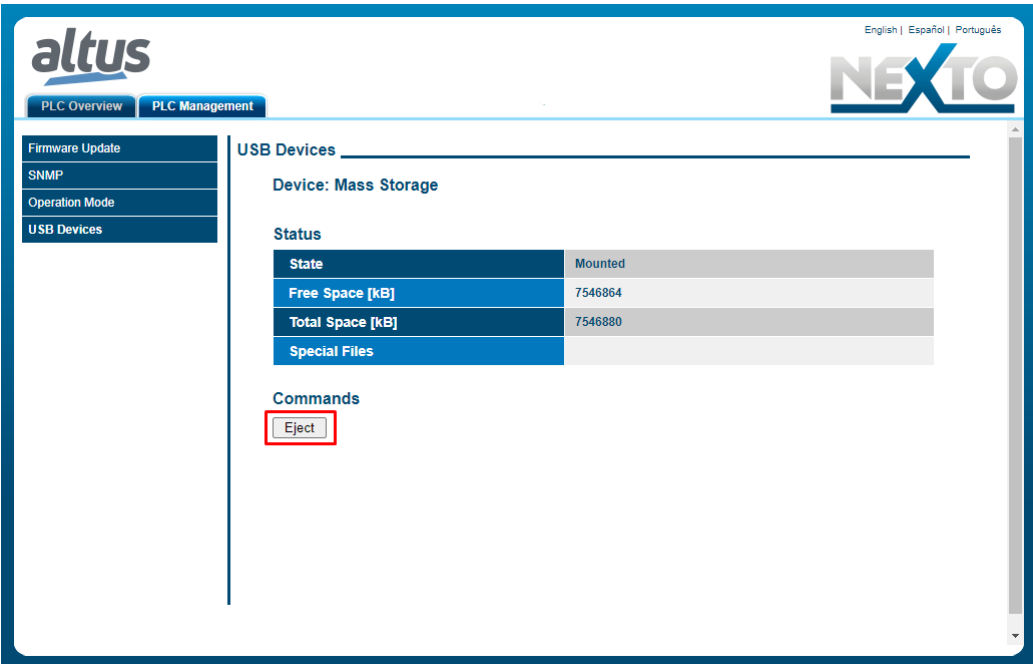 English | Español | Português
altus
NEXTO
PLC Overview PLC Management
Firmware Update
SNMP
Operation Mode
USB Devices
USB Devices
Device: Mass Storage
Status
State Mounted
Free Space [kB] 7546864
Total Space [kB] 7546880
Special Files
Commands
Eject